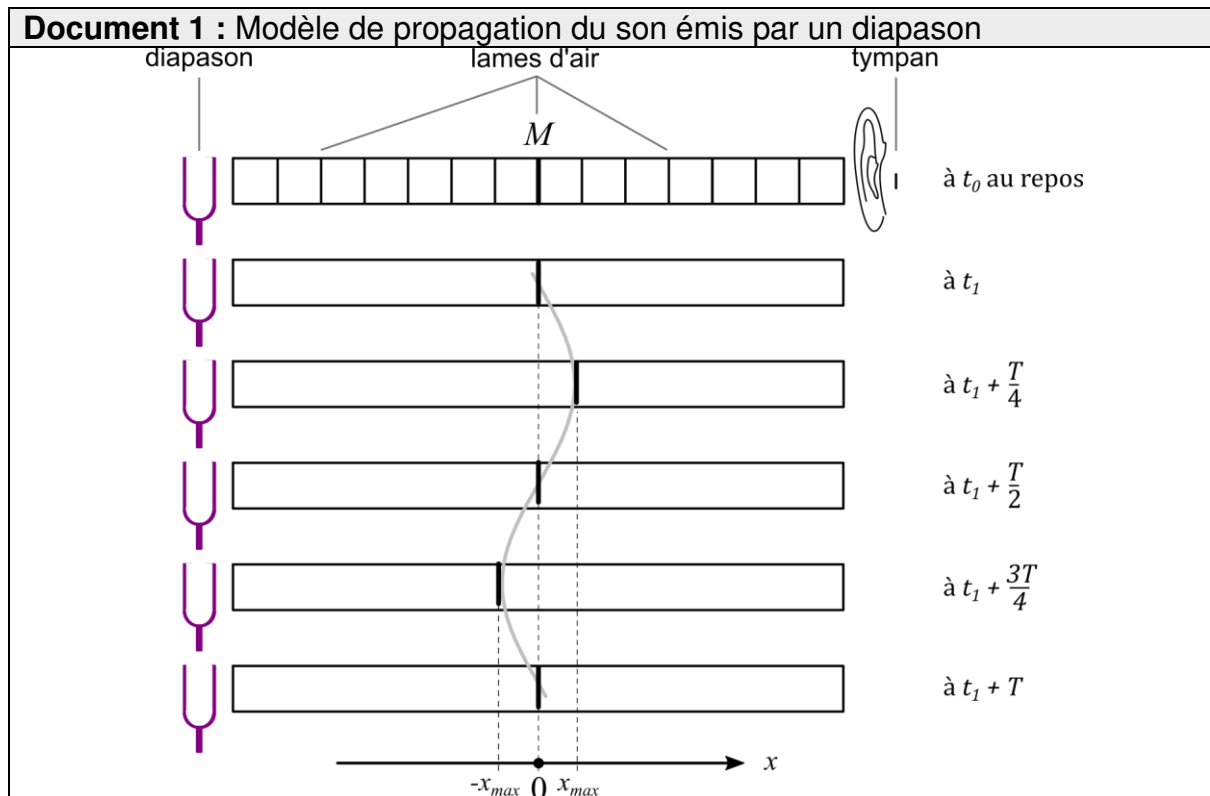 Document 1 : Modèle de propagation du son émis par un diapason
diapason lames d'air tympan
M
à t₀ au repos
à t₁
à t₁ + T/4
à t₁ + T/2
à t₁ + 3T/4
à t₁ + T
x
-xₘₐₓ 0 xₘₐₓ